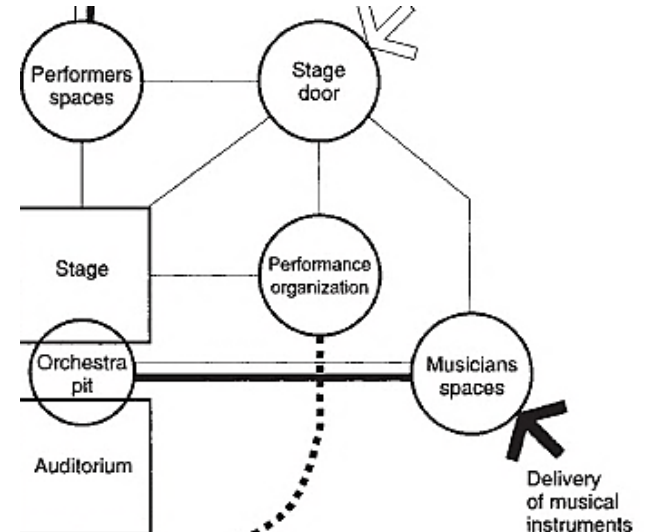 Performers
spaces
Stage
door
Stage
Performance
organization
Orchestra
pit
Musicians
spaces
Auditorium
Delivery
of musical
instruments